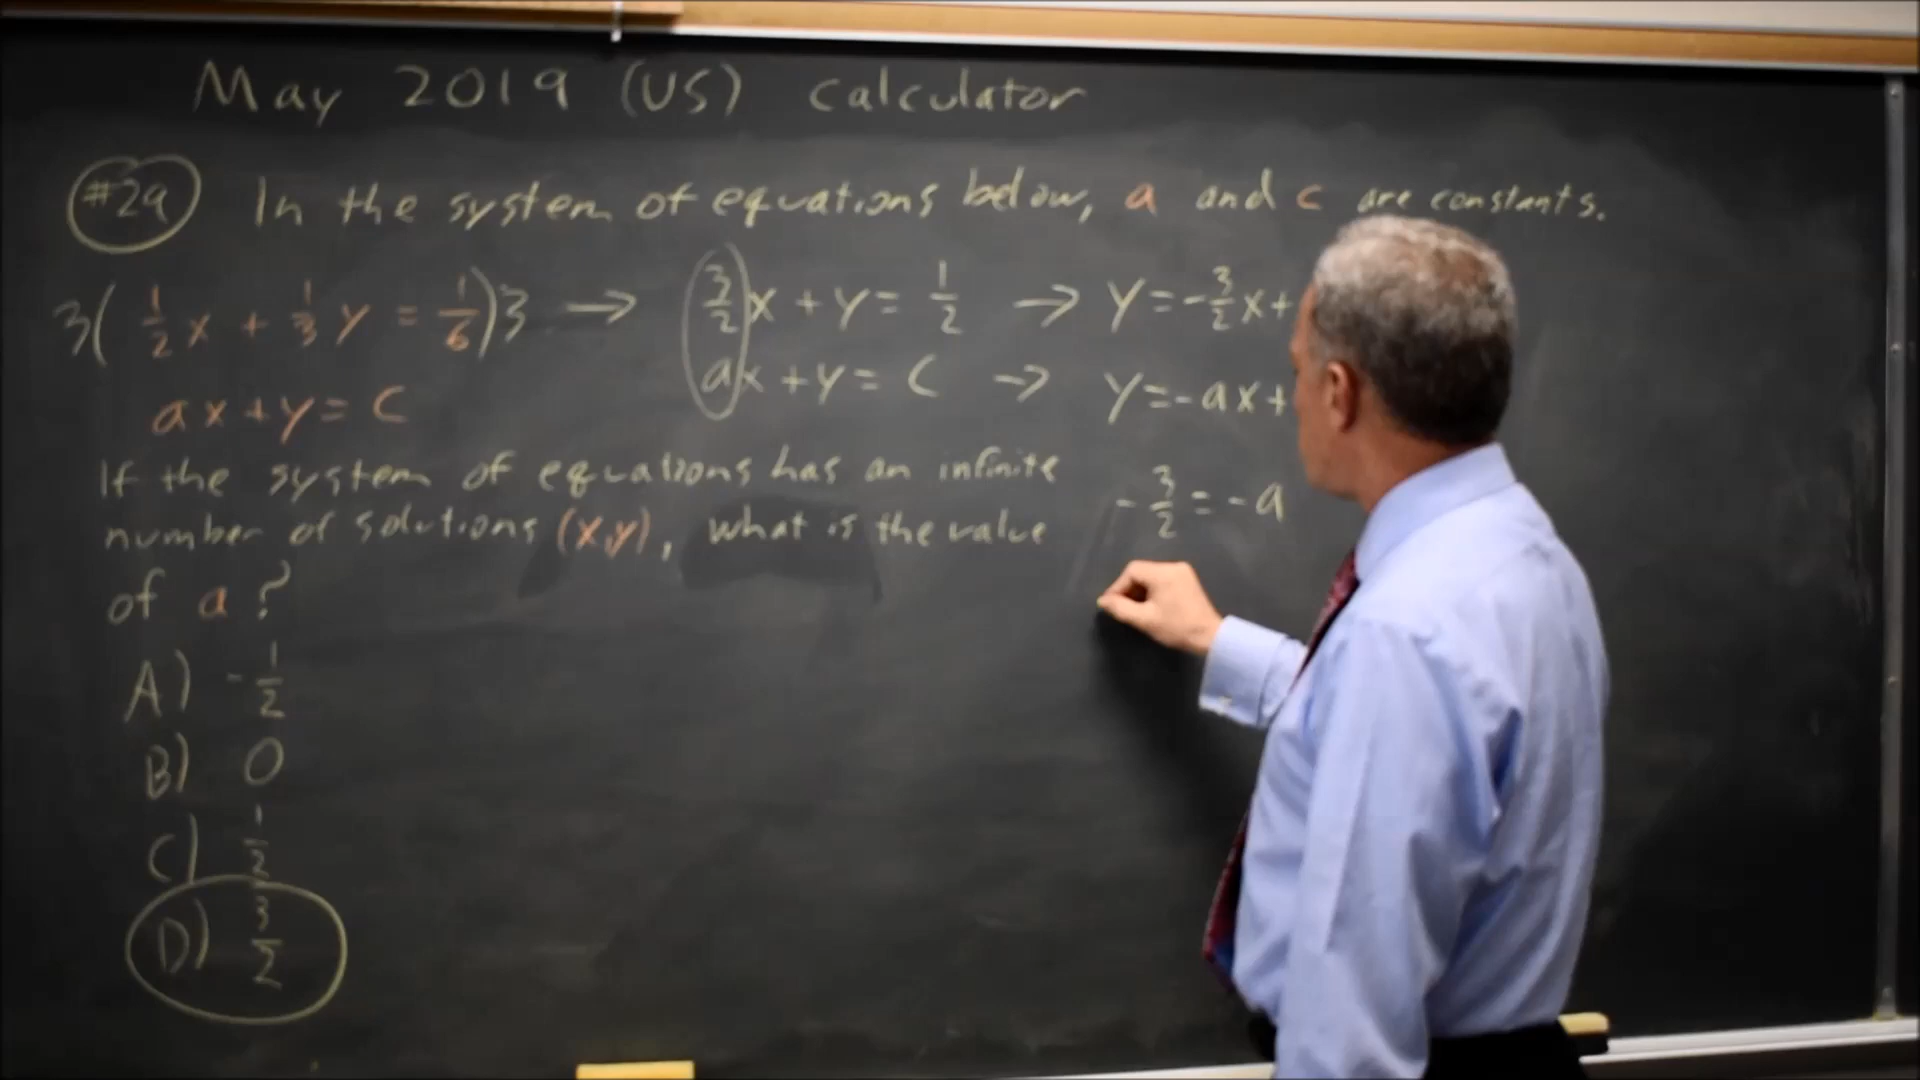 May 2019 (US) Calculator
#29 In the system of equations below, a and c are constants.
3( 1/2 x + 1/3 y = 1/6 )3 → 3/2 x + y = 1/2 → y = -3/2 x +
ax + y = c
ax + y = c → y = -ax +
If the system of equations has an infinite
number of solutions (x,y), what is the value
of a?
-3/2 = -a
A) -1/2
B) 0
C) 1/2
D) 3/2